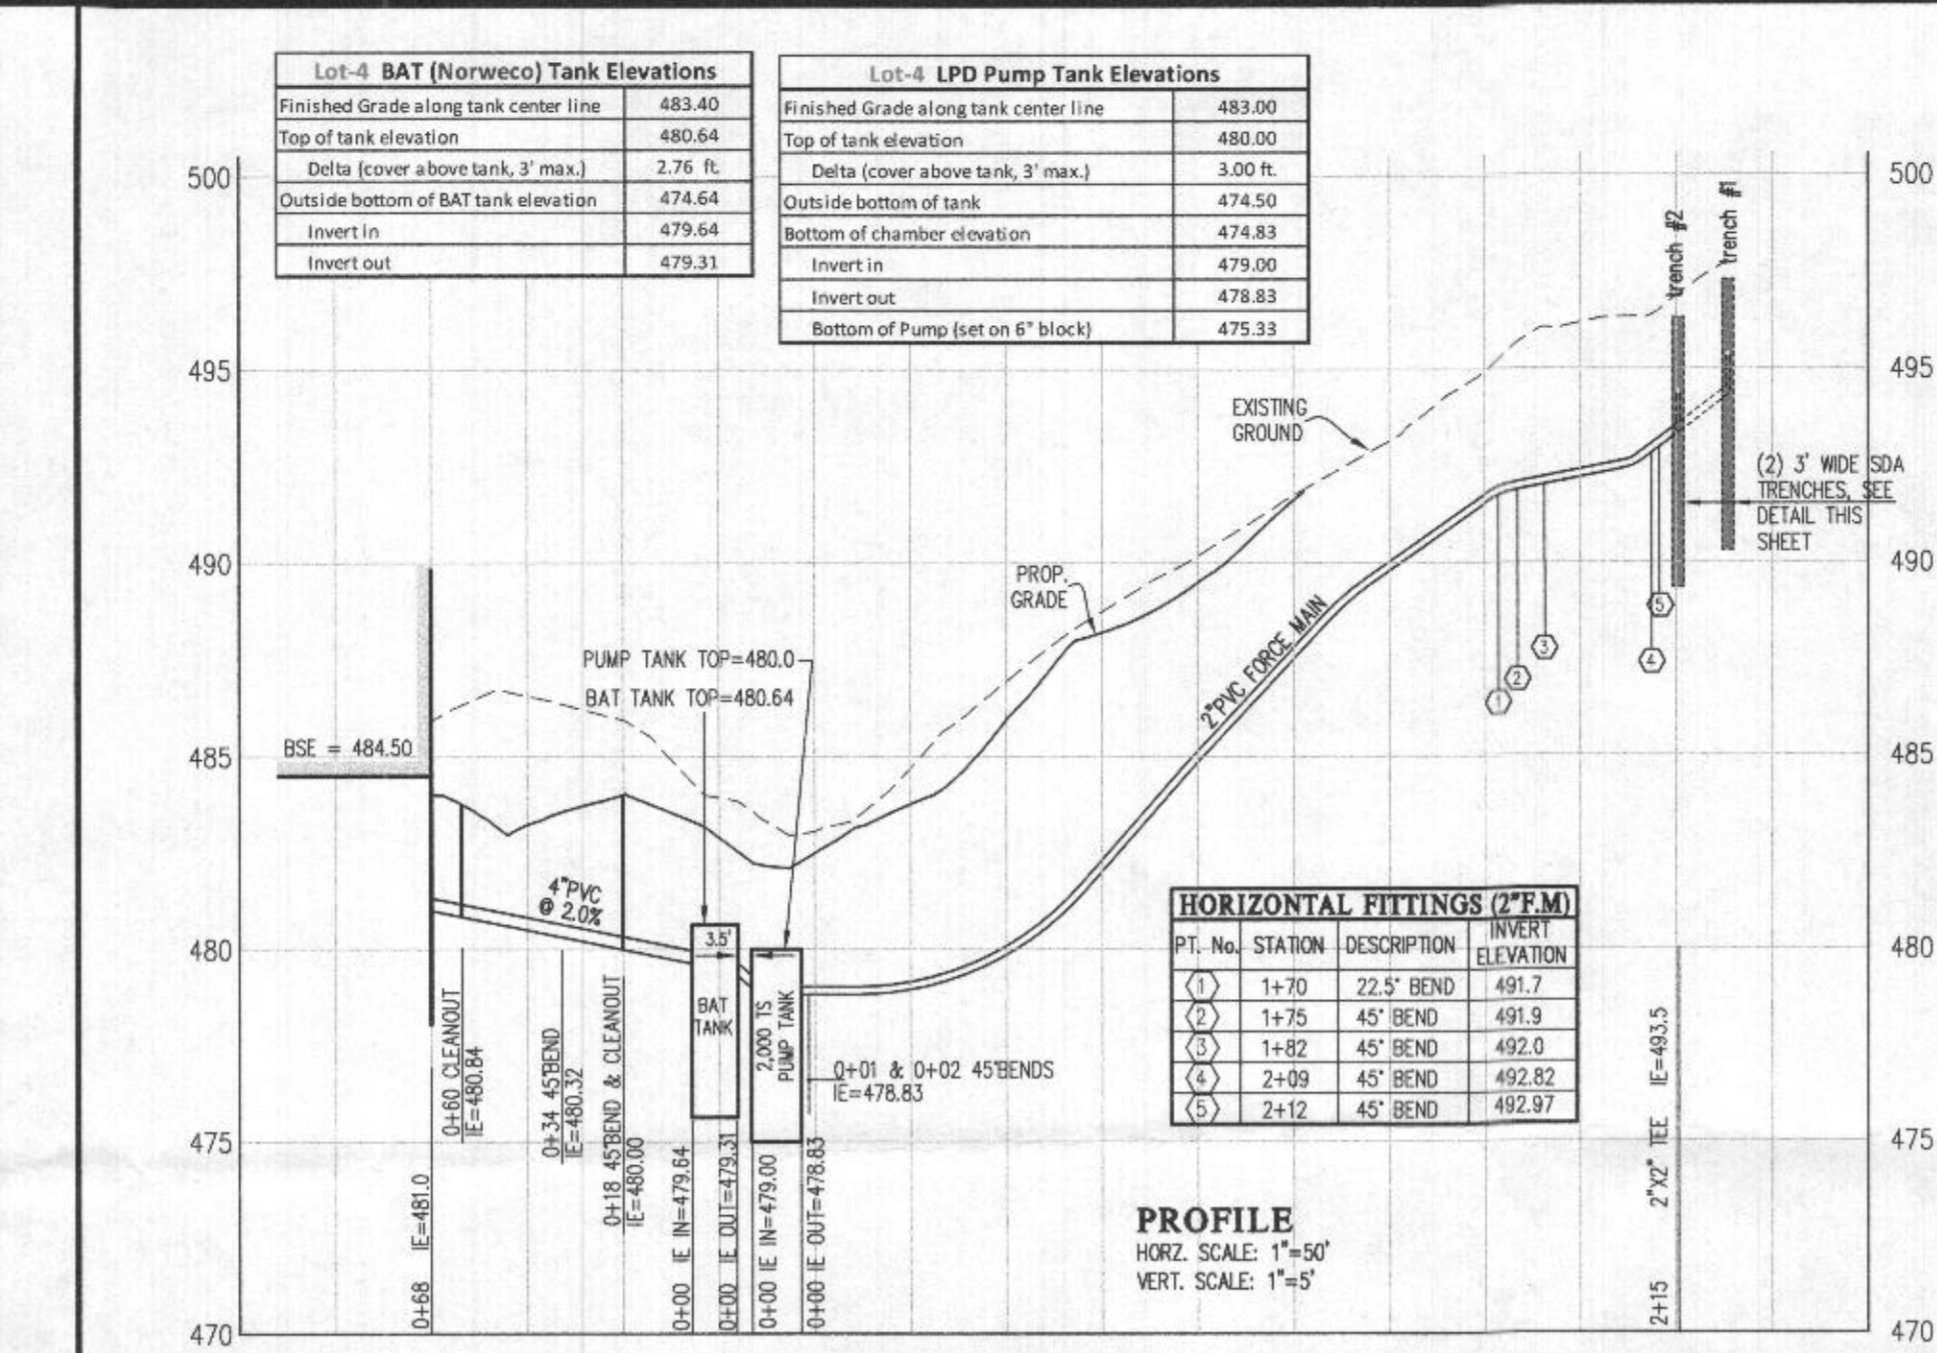 Lot-4 BAT (Norweco) Tank Elevations
Finished Grade along tank center line 483.40
Top of tank elevation 480.64
Delta (cover above tank, 3' max.) 2.76 ft.
Outside bottom of BAT tank elevation 474.64
Invert in 479.64
Invert out 479.31
Lot-4 LPD Pump Tank Elevations
Finished Grade along tank center line 483.00
Top of tank elevation 480.00
Delta (cover above tank, 3' max.) 3.00 ft.
Outside bottom of tank 474.50
Bottom of chamber elevation 474.83
Invert in 479.00
Invert out 478.83
Bottom of Pump (set on 6" block) 475.33
500
495
490
485
480
475
470
500
495
490
485
480
475
470
trench #2
trench #1
EXISTING
GROUND
(2) 3' WIDE SDA
TRENCHES, SEE
DETAIL THIS
SHEET
PROP.
GRADE
2"PVC FORCE MAIN
1
2
3
4
5
PUMP TANK TOP=480.0
BAT TANK TOP=480.64
BSE = 484.50
4"PVC
@ 2.0%
3.5'
BAT
TANK
2,000 TS
PUMP TANK
0+01 & 0+02 45°BENDS
IE=478.83
0+68 IE=481.0
0+60 CLEANOUT
IE=480.84
0+34 45°BEND
IE=480.32
0+18 45°BEND & CLEANOUT
IE=480.00
0+00 IE IN=479.64
0+00 IE OUT=479.31
0+00 IE IN=479.00
0+00 IE OUT=478.83
HORIZONTAL FITTINGS (2"F.M)
PT. No. STATION DESCRIPTION INVERT ELEVATION
1 1+70 22.5° BEND 491.7
2 1+75 45° BEND 491.9
3 1+82 45° BEND 492.0
4 2+09 45° BEND 492.82
5 2+12 45° BEND 492.97
2+15 2"X2" TEE IE=493.5
PROFILE
HORZ. SCALE: 1"=50'
VERT. SCALE: 1"=5'